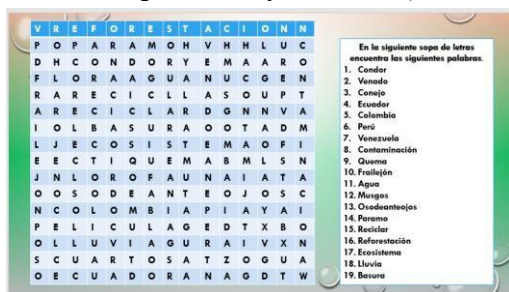 V R E F O R E S T A C I O N N
P O P A R A M O H V H H L U C
D H C O N D O R Y E M A A R O
F L O R A A G U A N U C G E N
R A R E C I C L L A S O U P T
A R E C I C L A R D G N N V A
I O L B A S U R A O O T A D M
L J E C O S I S T E M A O F I
E E C T I Q U E M A B M L S N
J N L O R O F A U N A I A T A
O O S O D E A N T E O J O S C
N C O L O M B I A P I A Y A I
P E L I C U L A G E D T X B O
O L L U V I A G U R A I V X N
S C U A R T O S A T Z O G U A
O E C U A D O R A N A G D T W
En la siguiente sopa de letras
encuentra las siguientes palabras.
1. Condor
2. Venado
3. Conejo
4. Ecuador
5. Colombia
6. Perú
7. Venezuela
8. Contaminación
9. Quema
10. Frailejón
11. Agua
12. Musgos
13. Osodeanteojos
14. Paramo
15. Reciclar
16. Reforestación
17. Ecosistema
18. Lluvia
19. Basura